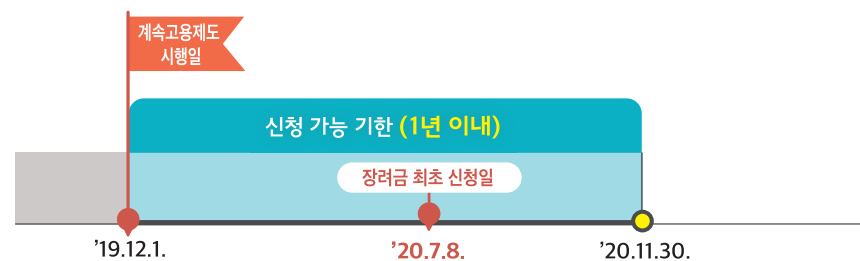 계속고용제도
시행일
신청 가능 기한 (1년 이내)
장려금 최초 신청일
’19.12.1.
’20.7.8.
’20.11.30.